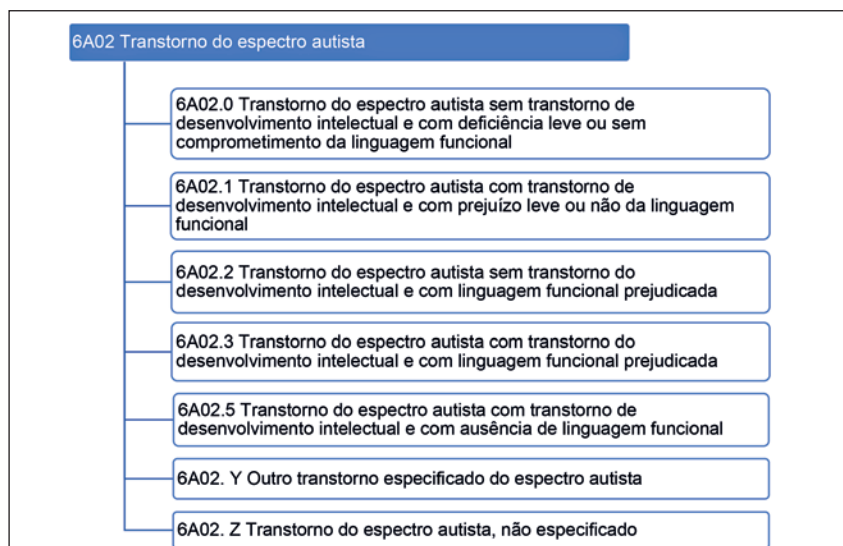 6A02 Transtorno do espectro autista
6A02.0 Transtorno do espectro autista sem transtorno de
desenvolvimento intelectual e com deficiência leve ou sem
comprometimento da linguagem funcional
6A02.1 Transtorno do espectro autista com transtorno de
desenvolvimento intelectual e com prejuízo leve ou não da linguagem
funcional
6A02.2 Transtorno do espectro autista sem transtorno do
desenvolvimento intelectual e com linguagem funcional prejudicada
6A02.3 Transtorno do espectro autista com transtorno do
desenvolvimento intelectual e com linguagem funcional prejudicada
6A02.5 Transtorno do espectro autista com transtorno de
desenvolvimento intelectual e com ausência de linguagem funcional
6A02. Y Outro transtorno especificado do espectro autista
6A02. Z Transtorno do espectro autista, não especificado